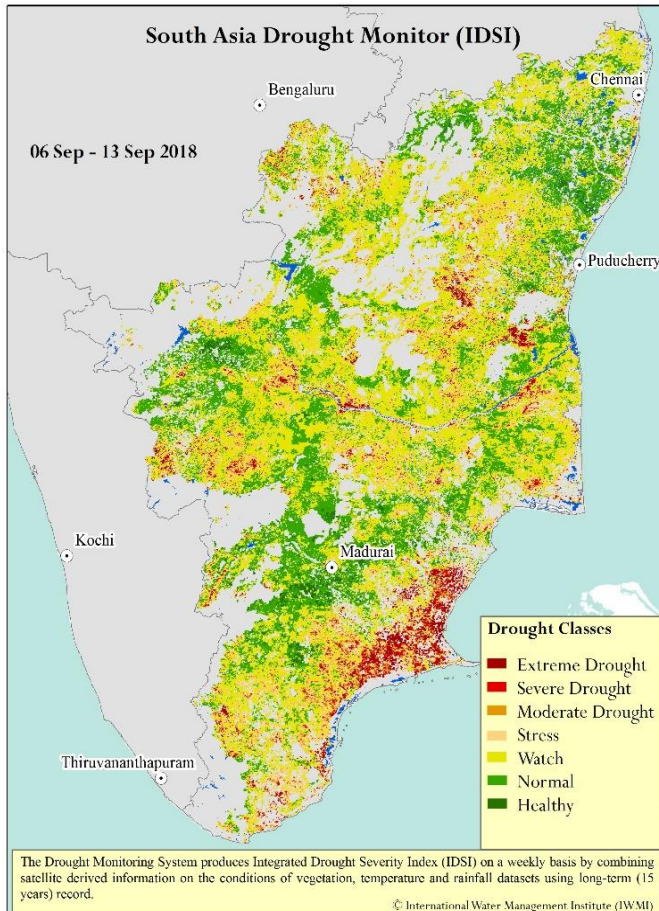 South Asia Drought Monitor (IDSI)
Chennai
Bengaluru
06 Sep - 13 Sep 2018
Puducherry
Kochi
Madurai
Thiruvananthapuram
Drought Classes
Extreme Drought
Severe Drought
Moderate Drought
Stress
Watch
Normal
Healthy
The Drought Monitoring System produces Integrated Drought Severity Index (IDSI) on a weekly basis by combining
satellite derived information on the conditions of vegetation, temperature and rainfall datasets using long-term (15
years) record.
© International Water Management Institute (IWMI)